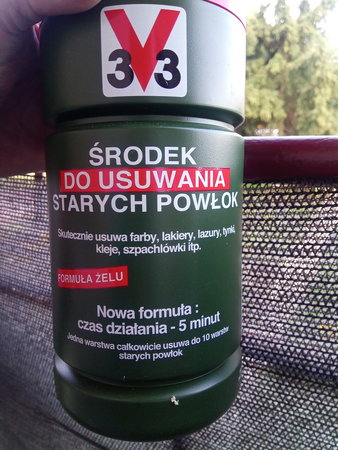 V
33
ŚRODEK
DO USUWANIA
STARYCH POWŁOK
Skutecznie usuwa farby, lakiery, lazury, tynki,
kleje, szpachlówki itp.
FORMUŁA ŻELU
Nowa formuła :
czas działania - 5 minut
Jedna warstwa całkowicie usuwa do 10 warstw
starych powłok